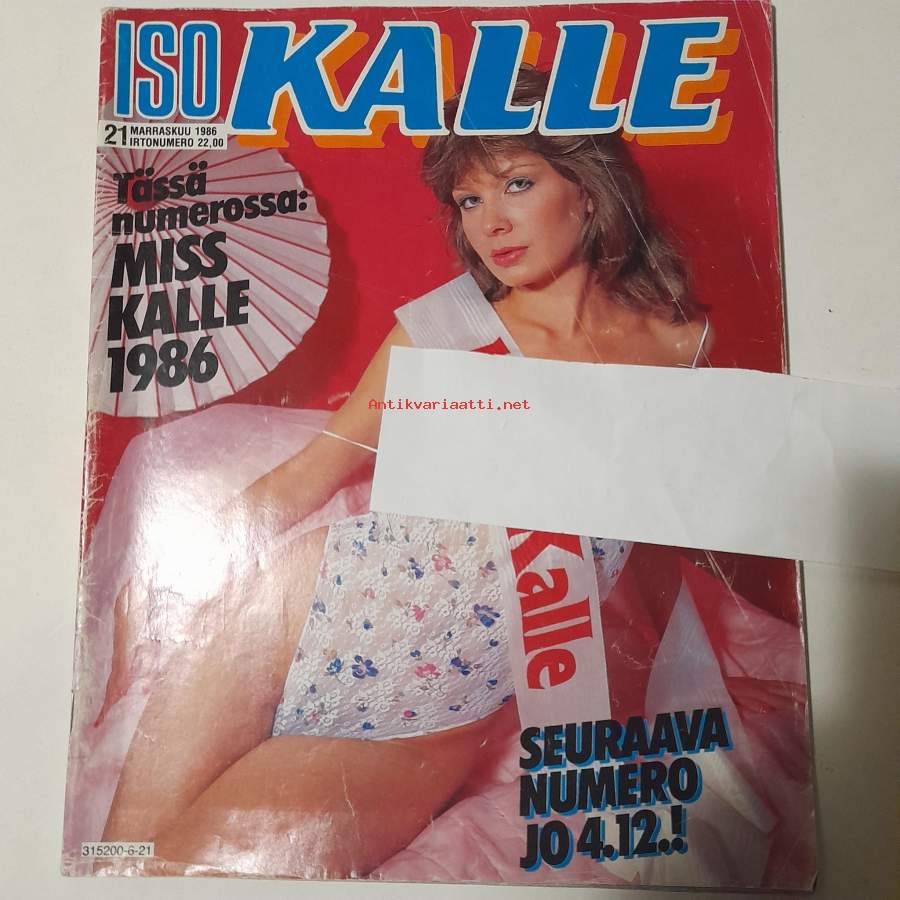 ISO KALLE
21 MARRASKUU 1986
IRTONUMERO 22,00
Tässä
numerossa:
MISS
KALLE
1986
Antikvariaatti.net
Kalle
SEURAAVA
NUMERO
JO 4.12.!
315200-6-21